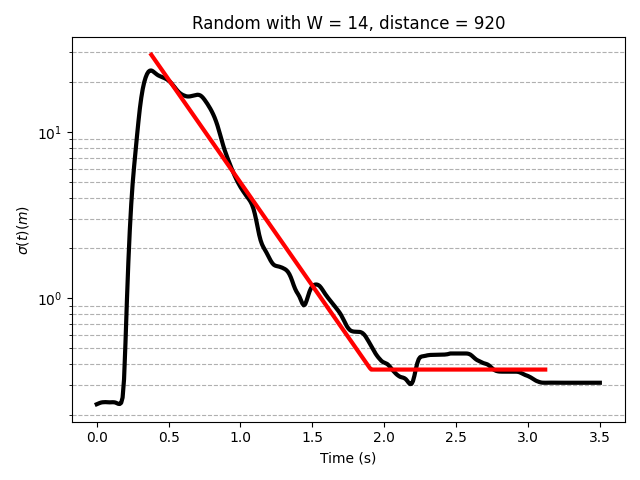 Random with W = 14, distance = 920
σ(t)(m)
10¹
10⁰
0.0 0.5 1.0 1.5 2.0 2.5 3.0 3.5
Time (s)